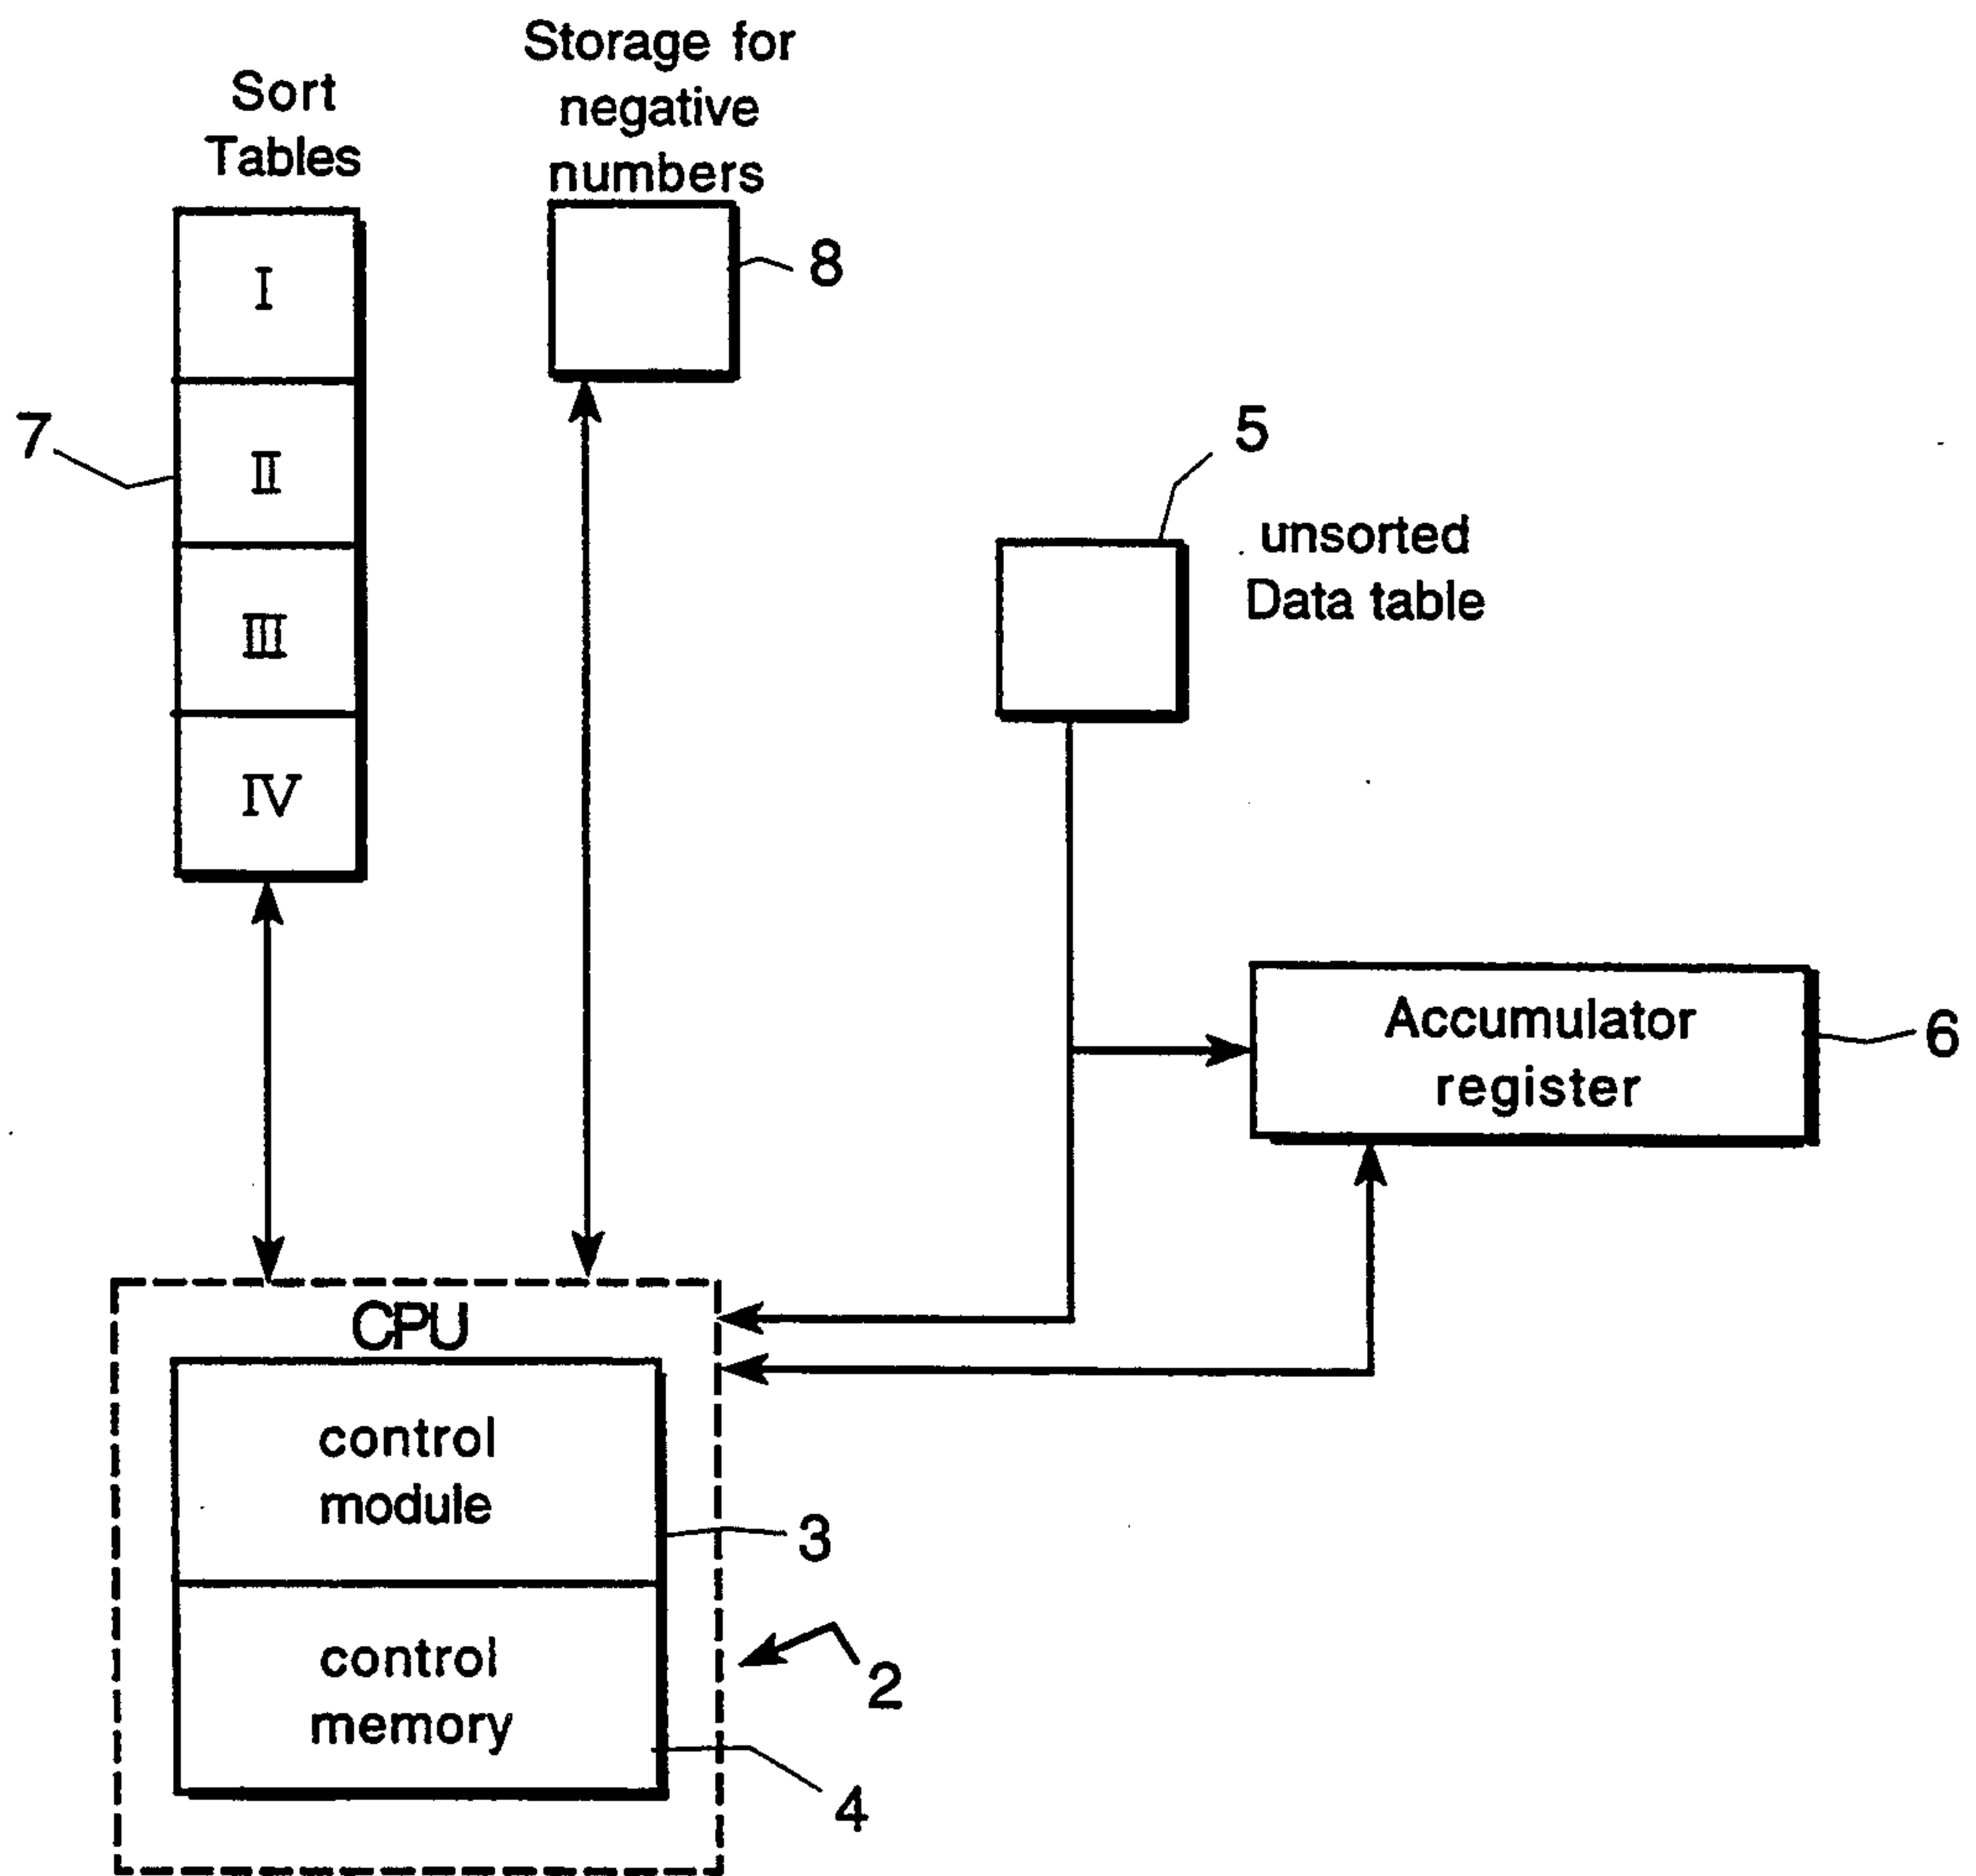 Sort
Tables
Storage for
negative
numbers
I
II
III
IV
7
8
5
unsorted
Data table
Accumulator
register
6
CPU
control
module
3
control
memory
2
4